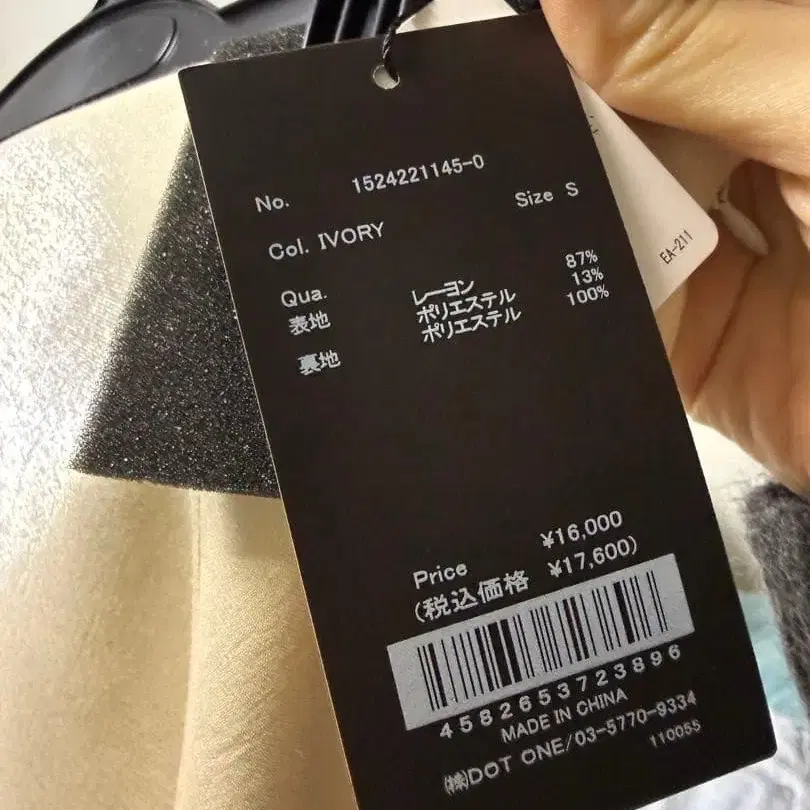 No. 1524221145-0
Col. IVORY Size S
Qua.
表地 レーヨン 87%
ポリエステル 13%
裏地 ポリエステル 100%
Price ¥16,000
(税込価格 ¥17,600)
4582653723896
MADE IN CHINA
㈱DOT ONE/03-5770-9334
110055
EA-211